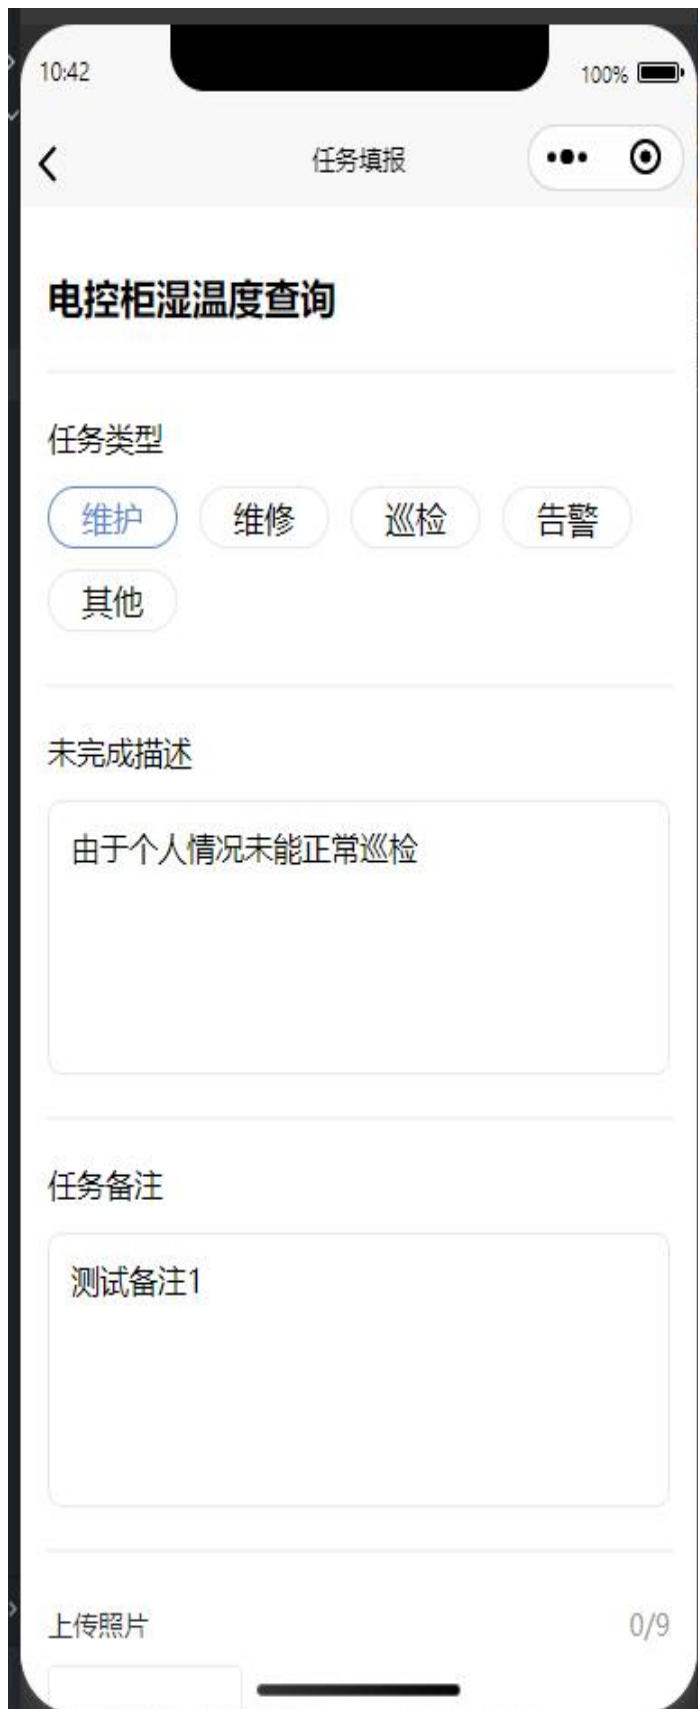 10:42
100%
任务填报
电控柜湿温度查询
任务类型
维护 维修 巡检 告警
其他
未完成描述
由于个人情况未能正常巡检
任务备注
测试备注1
上传照片 0/9